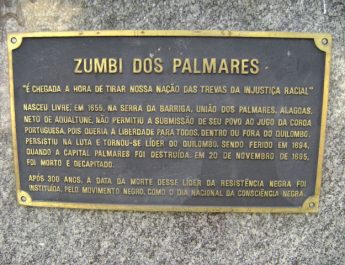 ZUMBI DOS PALMARES
"É CHEGADA A HORA DE TIRAR NOSSA NAÇÃO DAS TREVAS DA INJUSTIÇA RACIAL"
NASCEU LIVRE, EM 1655, NA SERRA DA BARRIGA, UNIÃO DOS PALMARES, ALAGOAS.
NETO DE AQUALTUNE, NÃO PERMITIU A SUBMISSÃO DE SEU POVO AO JUGO DA COROA
PORTUGUESA, POIS QUERIA A LIBERDADE PARA TODOS, DENTRO OU FORA DO QUILOMBO.
PERSISTIU NA LUTA E TORNOU-SE LÍDER DO QUILOMBO, SENDO FERIDO EM 1694,
QUANDO A CAPITAL PALMARES FOI DESTRUÍDA. EM 20 DE NOVEMBRO DE 1695,
FOI MORTO E DECAPITADO.
APÓS 300 ANOS, A DATA DA MORTE DESSE LÍDER DA RESISTÊNCIA NEGRA FOI
INSTITUÍDA, PELO MOVIMENTO NEGRO, COMO O DIA NACIONAL DA CONSCIÊNCIA NEGRA.